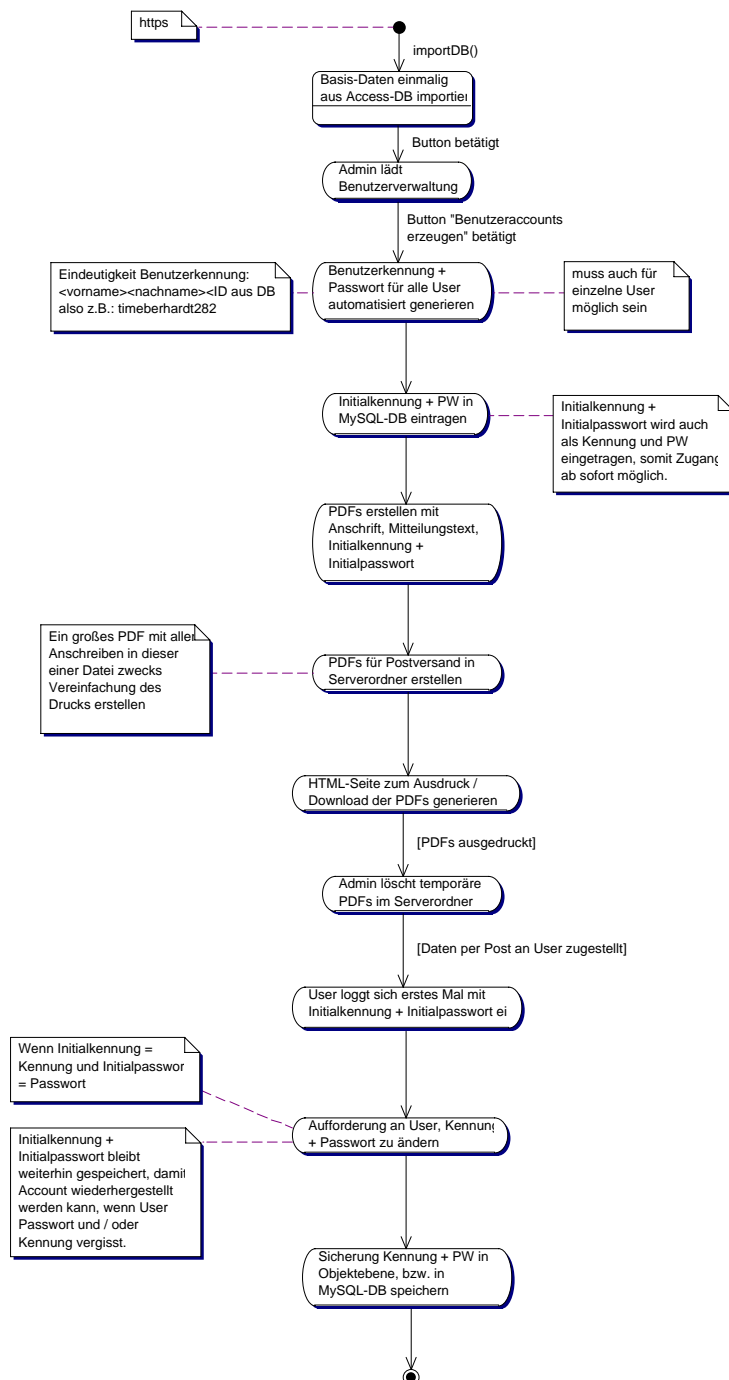 https
importDB()
Basis-Daten einmalig
aus Access-DB importier
Button betätigt
Admin lädt
Benutzerverwaltung
Button "Benutzeraccounts
erzeugen" betätigt
Eindeutigkeit Benutzerkennung:
<vorname><nachname><ID aus DB
also z.B.: timeberhardt282
Benutzerkennung +
Passwort für alle User
automatisiert generieren
muss auch für
einzelne User
möglich sein
Initialkennung + PW in
MySQL-DB eintragen
Initialkennung +
Initialpasswort wird auch
als Kennung und PW
eingetragen, somit Zugang
ab sofort möglich.
PDFs erstellen mit
Anschrift, Mitteilungstext,
Initialkennung +
Initialpasswort
Ein großes PDF mit aller
Anschreiben in dieser
einer Datei zwecks
Vereinfachung des
Drucks erstellen
PDFs für Postversand in
Serverordner erstellen
HTML-Seite zum Ausdruck /
Download der PDFs generieren
[PDFs ausgedruckt]
Admin löscht temporäre
PDFs im Serverordner
[Daten per Post an User zugestellt]
User loggt sich erstes Mal mit
Initialkennung + Initialpasswort ei
Wenn Initialkennung =
Kennung und Initialpasswor
= Passwort
Aufforderung an User, Kennung
+ Passwort zu ändern
Initialkennung +
Initialpasswort bleibt
weiterhin gespeichert, damit
Account wiederhergestellt
werden kann, wenn User
Passwort und / oder
Kennung vergisst.
Sicherung Kennung + PW in
Objektebene, bzw. in
MySQL-DB speichern